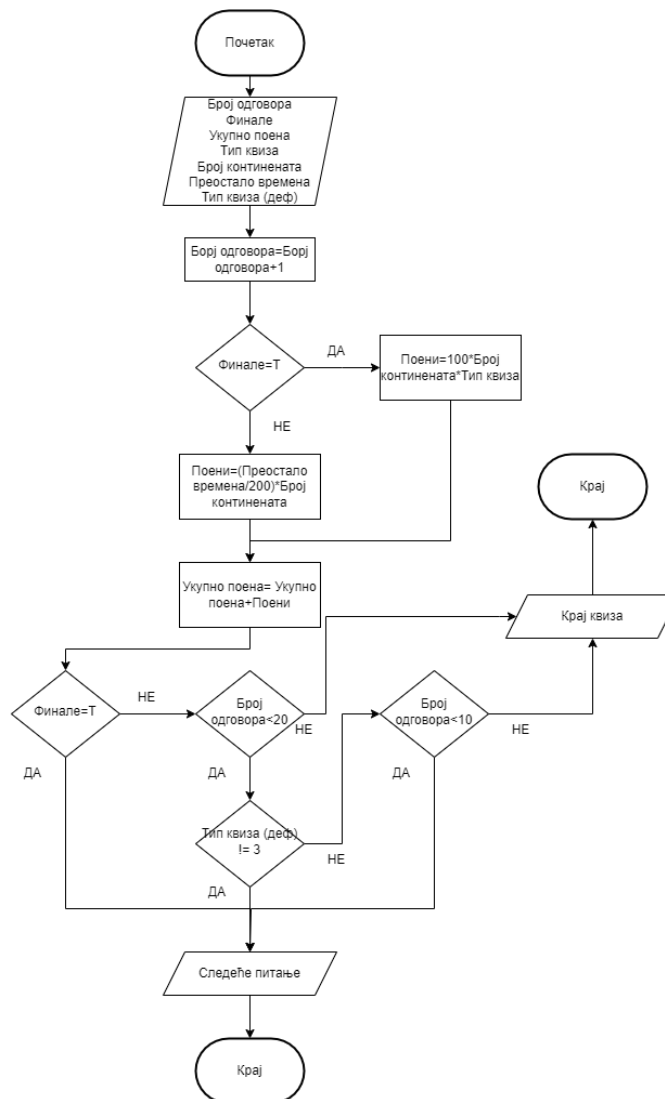 Почетак
Број одговора
Финале
Укупно поена
Тип квиза
Број континената
Преостало времена
Тип квиза (деф)
Борј одговора=Борј
одговора+1
Финале=Т
ДА
Поени=100*Број
континената*Тип квиза
НЕ
Поени=(Преостало
времена/200)*Број
континената
Крај
Укупно поена= Укупно
поена+Поени
Крај квиза
Финале=Т
НЕ
Број
одговора<20
НЕ
Број
одговора<10
НЕ
ДА
ДА
ДА
Тип квиза (деф)
!= 3
НЕ
ДА
Следеће питање
Крај